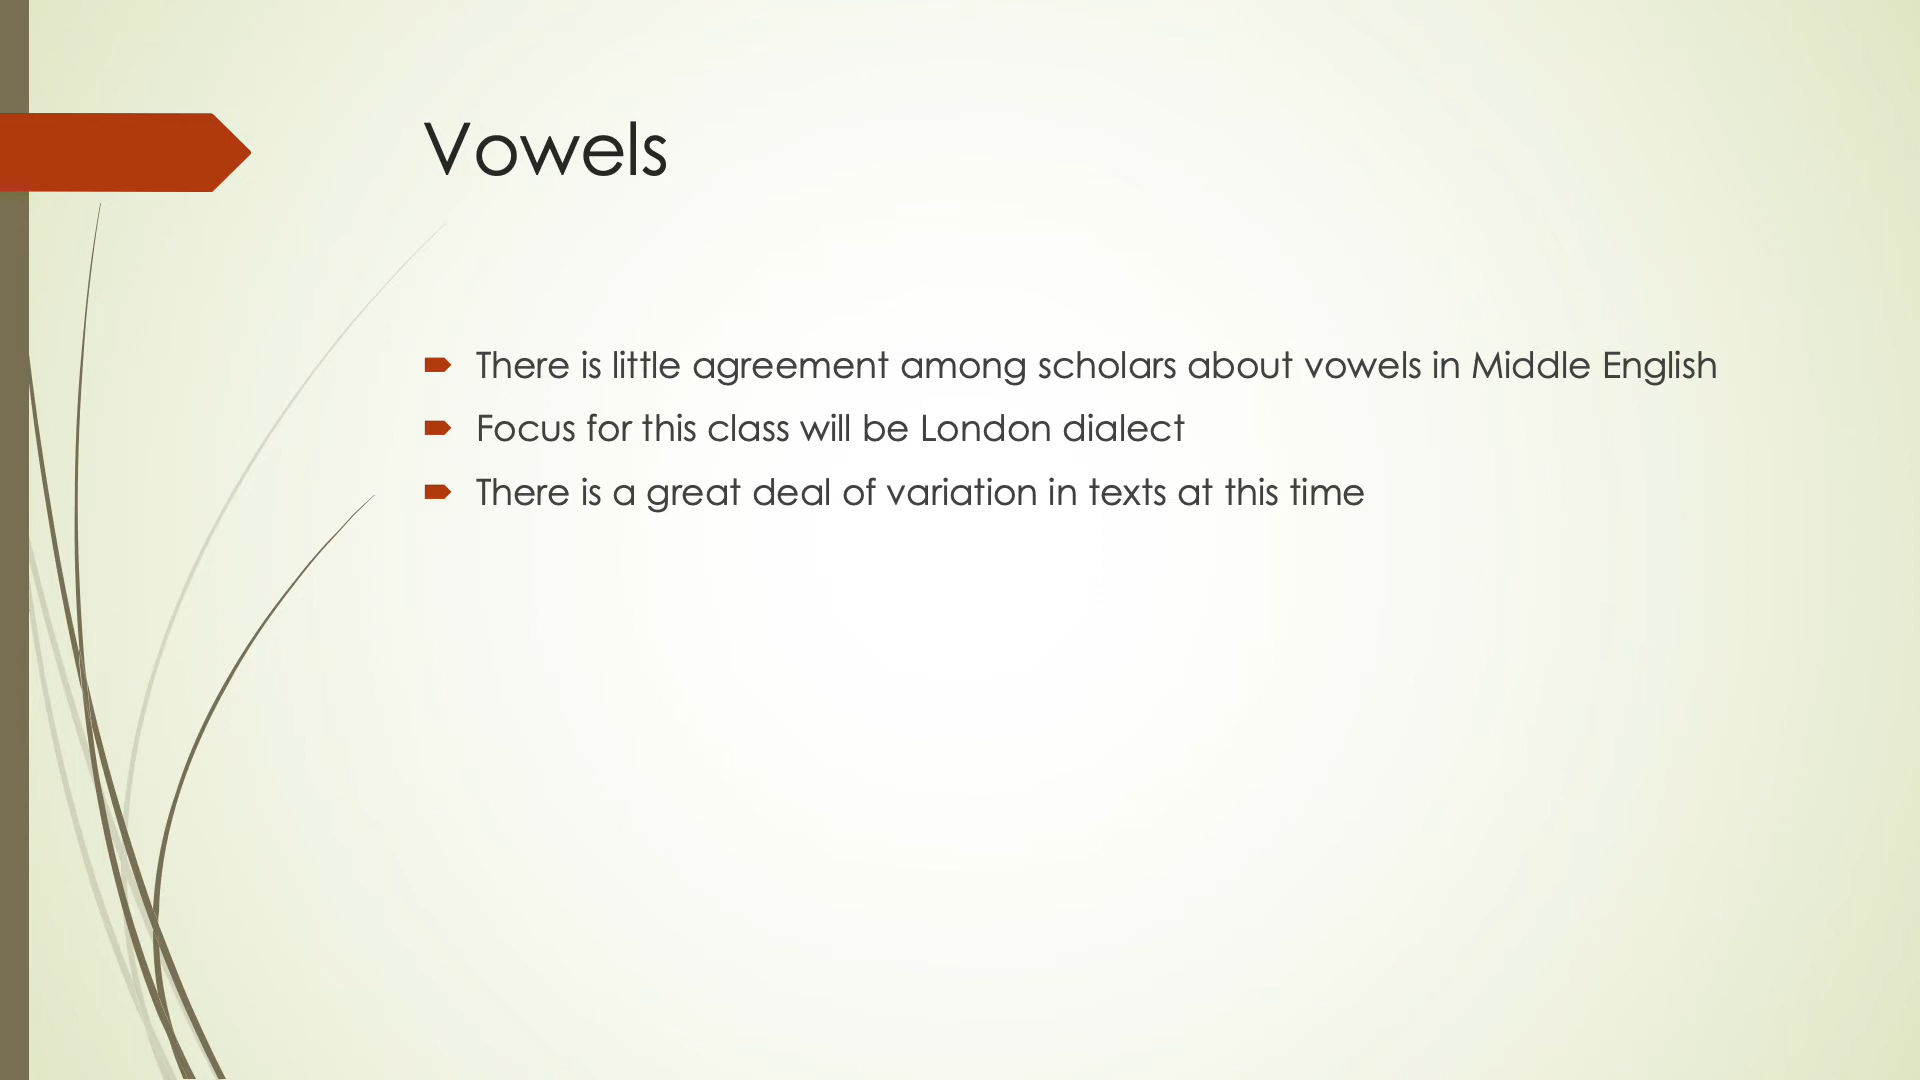 Vowels
There is little agreement among scholars about vowels in Middle English
Focus for this class will be London dialect
There is a great deal of variation in texts at this time